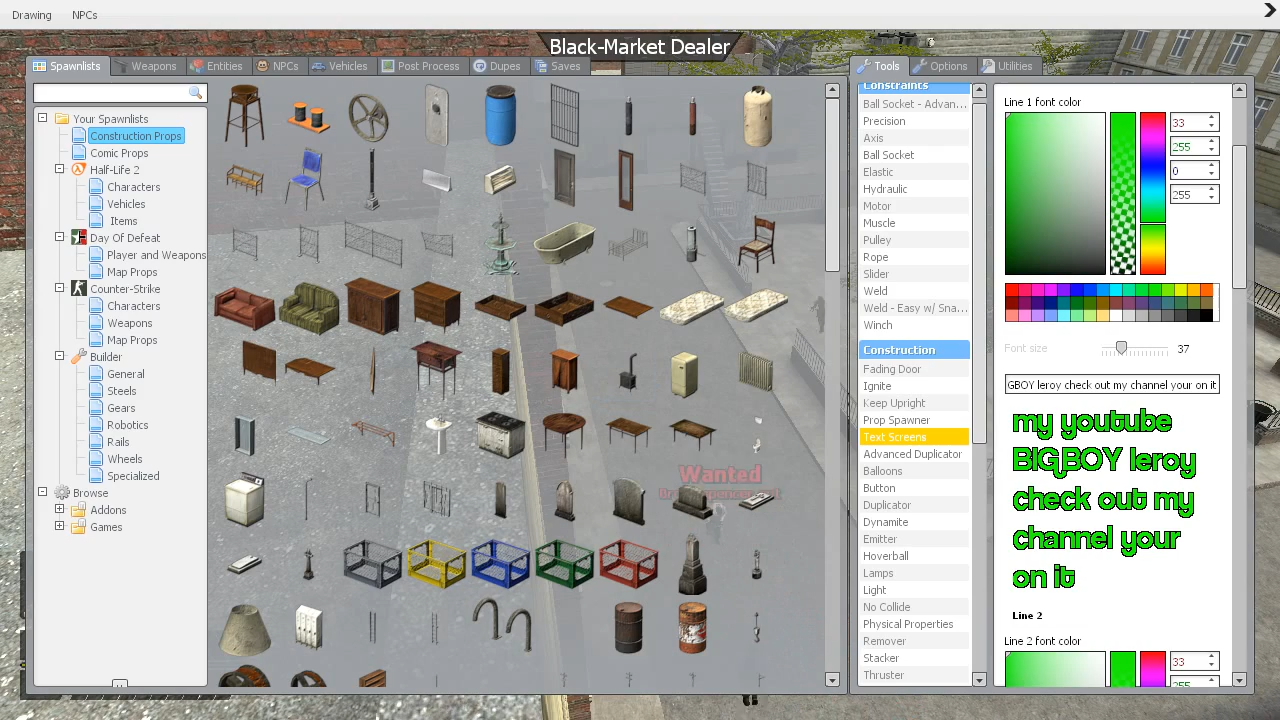 Drawing NPCs
Black-Market Dealer
Spawnlists Weapons Entities NPCs Vehicles Post Process Dupes Saves
Tools Options Utilities
Your Spawnlists
Construction Props
Comic Props
Half-Life 2
Characters
Vehicles
Items
Day Of Defeat
Player and Weapons
Map Props
Counter-Strike
Characters
Weapons
Map Props
Builder
General
Steels
Gears
Robotics
Rails
Wheels
Specialized
Browse
Addons
Games
Wanted
Constraints
Ball Socket - Advan...
Precision
Axis
Ball Socket
Elastic
Hydraulic
Motor
Muscle
Pulley
Rope
Slider
Weld
Weld - Easy w/ Sna...
Winch
Construction
Fading Door
Ignite
Keep Upright
Prop Spawner
Text Screens
Advanced Duplicator
Balloons
Button
Duplicator
Dynamite
Emitter
Hoverball
Lamps
Light
No Collide
Physical Properties
Remover
Stacker
Thruster
Line 1 font color
33
255
0
255
Font size 37
GBOY leroy check out my channel your on it
my youtube
BIGBOY leroy
check out my
channel your
on it
Line 2
Line 2 font color
33
255